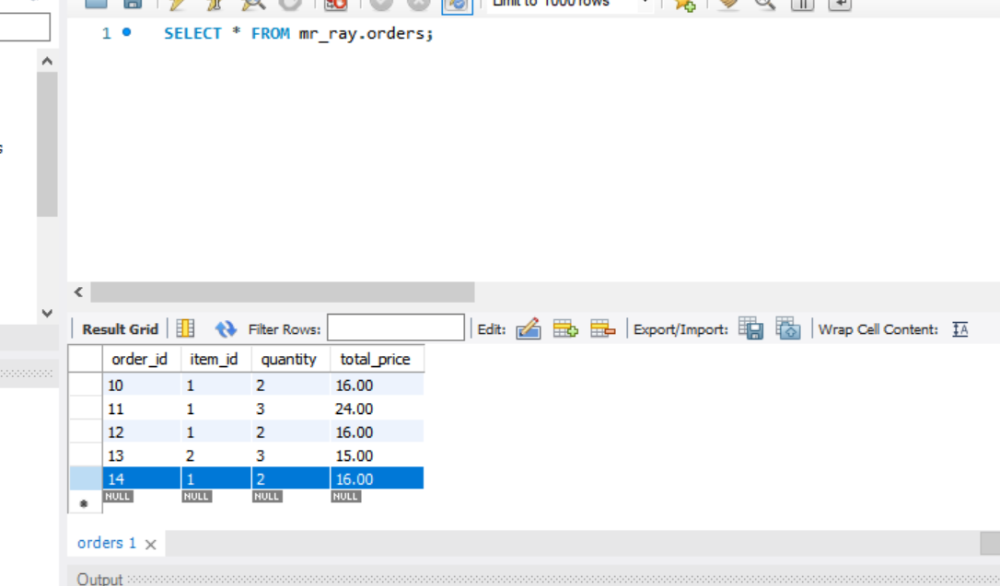 Limit to 1000 rows
1 SELECT * FROM mr_ray.orders;
Result Grid Filter Rows: Edit: Export/Import: Wrap Cell Content: IA
order_id item_id quantity total_price
10 1 2 16.00
11 1 3 24.00
12 1 2 16.00
13 2 3 15.00
14 1 2 16.00
* NULL NULL NULL NULL
orders 1 ×
Output